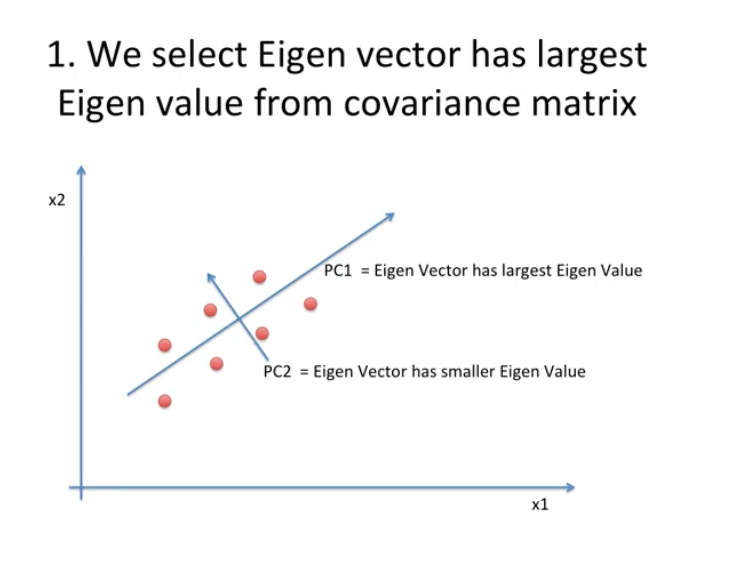 1. We select Eigen vector has largest
Eigen value from covariance matrix
x2
PC1 = Eigen Vector has largest Eigen Value
PC2 = Eigen Vector has smaller Eigen Value
x1